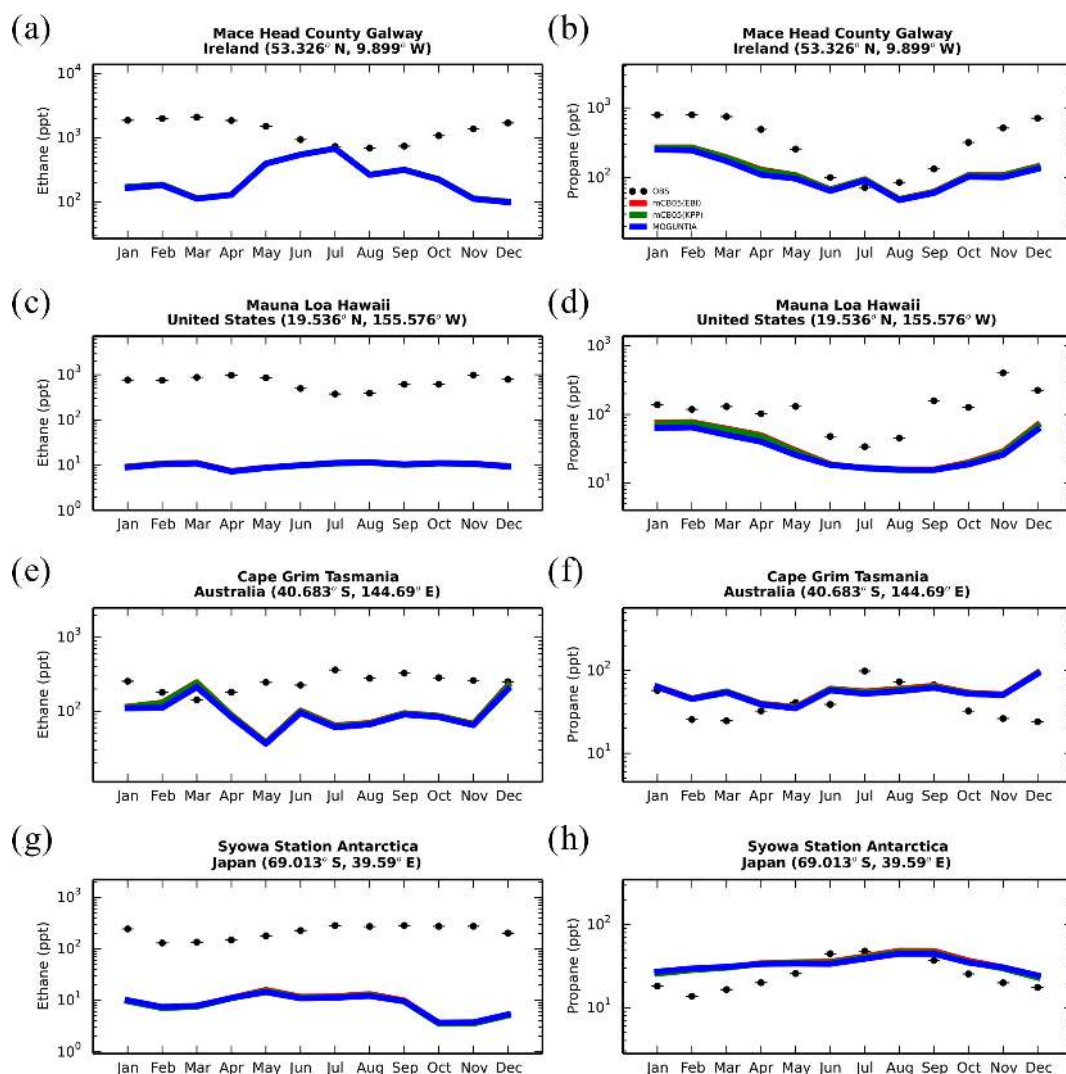 (a)
Mace Head County Galway
Ireland (53.326° N, 9.899° W)
Ethane (ppt)
10^4
10^3
10^2
Jan Feb Mar Apr May Jun Jul Aug Sep Oct Nov Dec
(b)
Mace Head County Galway
Ireland (53.326° N, 9.899° W)
Propane (ppt)
10^3
10^2
OBS
mCB05(EBI)
mCB05(KPP)
MOGUNTIA
Jan Feb Mar Apr May Jun Jul Aug Sep Oct Nov Dec
(c)
Mauna Loa Hawaii
United States (19.536° N, 155.576° W)
Ethane (ppt)
10^3
10^2
10^1
10^0
Jan Feb Mar Apr May Jun Jul Aug Sep Oct Nov Dec
(d)
Mauna Loa Hawaii
United States (19.536° N, 155.576° W)
Propane (ppt)
10^3
10^2
10^1
Jan Feb Mar Apr May Jun Jul Aug Sep Oct Nov Dec
(e)
Cape Grim Tasmania
Australia (40.683° S, 144.69° E)
Ethane (ppt)
10^3
10^2
Jan Feb Mar Apr May Jun Jul Aug Sep Oct Nov Dec
(f)
Cape Grim Tasmania
Australia (40.683° S, 144.69° E)
Propane (ppt)
10^2
10^1
Jan Feb Mar Apr May Jun Jul Aug Sep Oct Nov Dec
(g)
Syowa Station Antarctica
Japan (69.013° S, 39.59° E)
Ethane (ppt)
10^3
10^2
10^1
10^0
Jan Feb Mar Apr May Jun Jul Aug Sep Oct Nov Dec
(h)
Syowa Station Antarctica
Japan (69.013° S, 39.59° E)
Propane (ppt)
10^2
10^1
Jan Feb Mar Apr May Jun Jul Aug Sep Oct Nov Dec